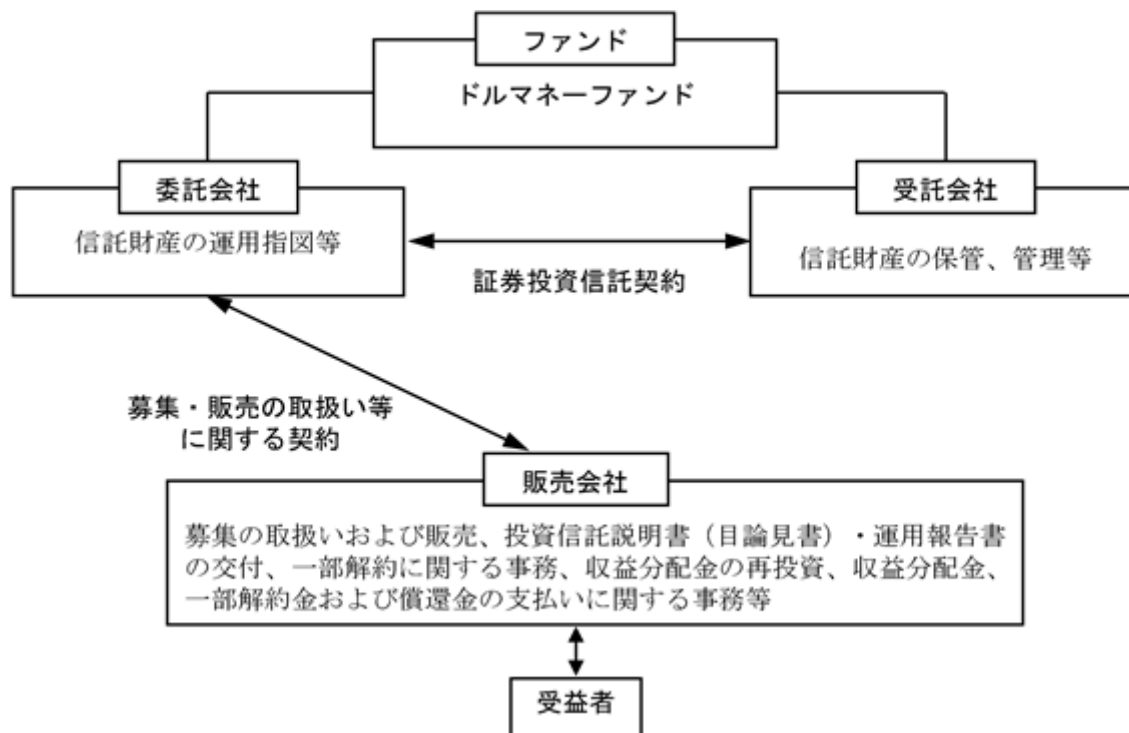 ファンド
ドルマネーファンド
委託会社
受託会社
信託財産の運用指図等
信託財産の保管、管理等
証券投資信託契約
募集・販売の取扱い等
に関する契約
販売会社
募集の取扱いおよび販売、投資信託説明書（目論見書）・運用報告書
の交付、一部解約に関する事務、収益分配金の再投資、収益分配金、
一部解約金および償還金の支払いに関する事務等
受益者